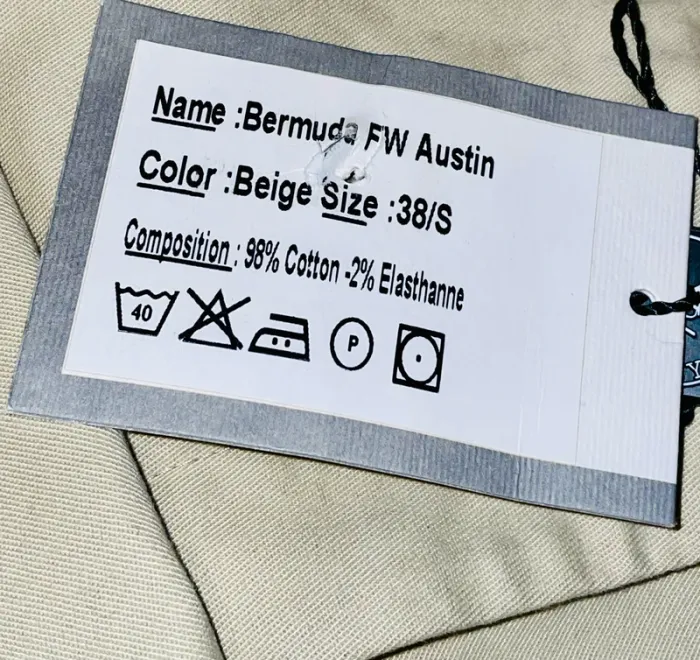 Name :Bermuda FW Austin
Color :Beige Size :38/S
Composition : 98% Cotton -2% Elasthanne
40 P